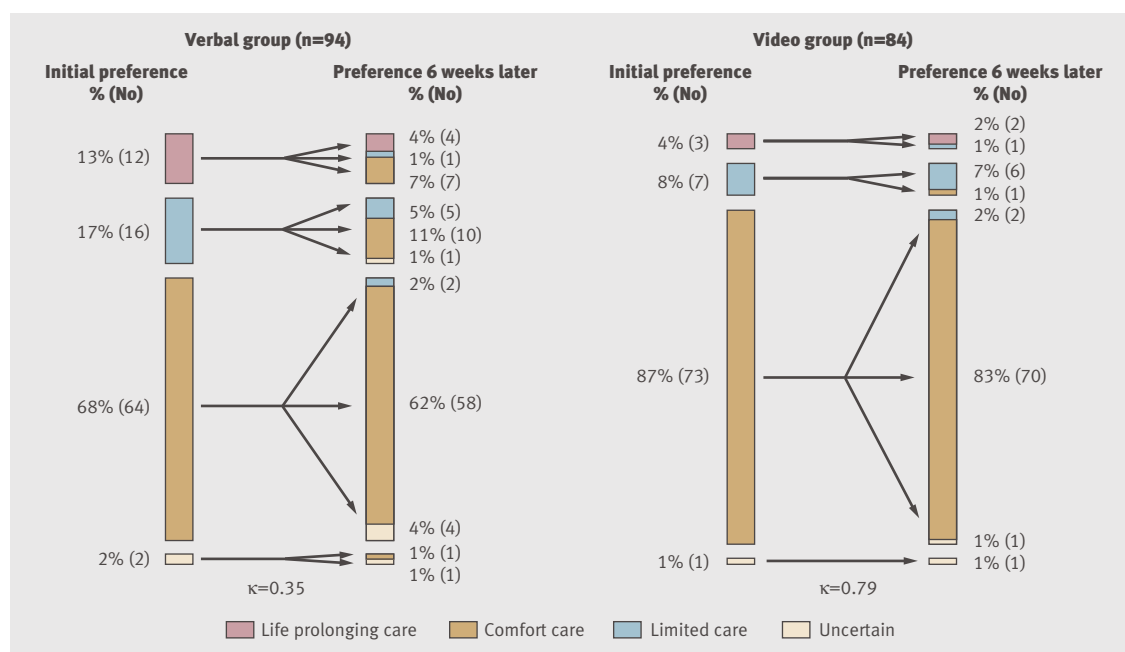 Verbal group (n=94)
Initial preference
% (No)
Preference 6 weeks later
% (No)
13% (12)
4% (4)
1% (1)
7% (7)
17% (16)
5% (5)
11% (10)
1% (1)
68% (64)
2% (2)
62% (58)
4% (4)
2% (2)
1% (1)
1% (1)
κ=0.35
Video group (n=84)
Initial preference
% (No)
Preference 6 weeks later
% (No)
4% (3)
2% (2)
1% (1)
8% (7)
7% (6)
1% (1)
87% (73)
2% (2)
83% (70)
1% (1)
1% (1)
1% (1)
κ=0.79
Life prolonging care
Comfort care
Limited care
Uncertain